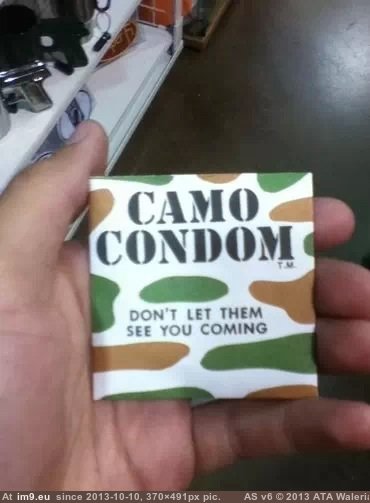 CAMO
CONDOM
T.M.
DON'T LET THEM
SEE YOU COMING
At im9.eu since 2013-10-10, 370×491px pic. AS v6 © 2013 ATA Waleria